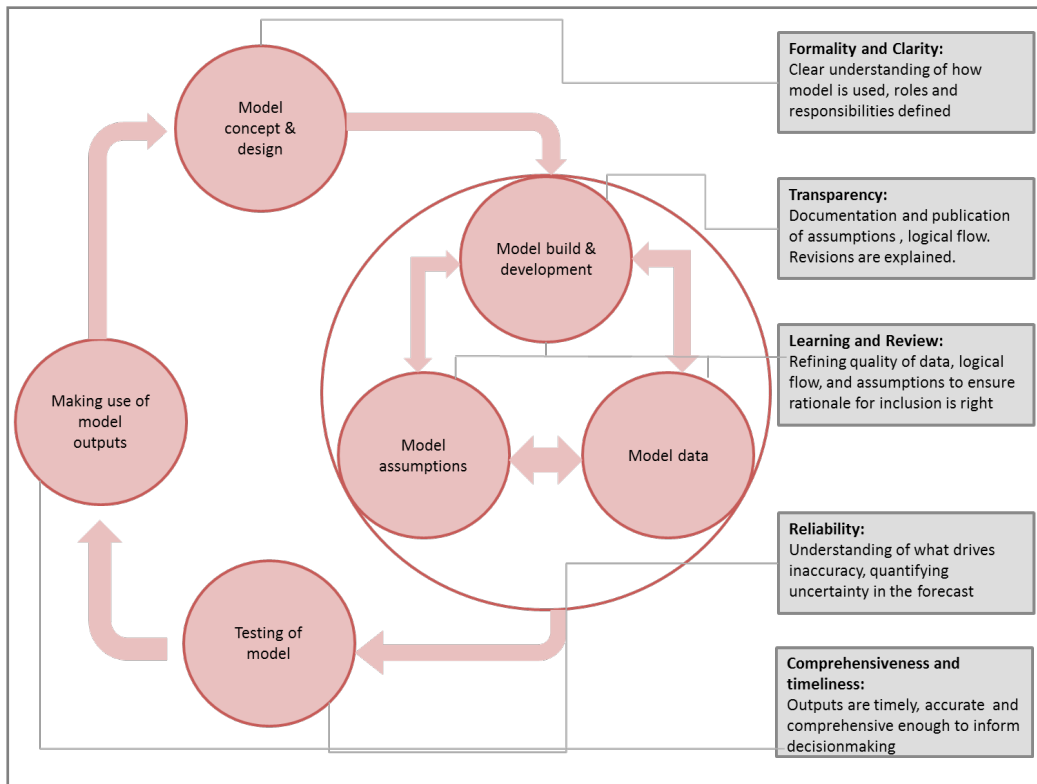 Model
concept &
design
Model build &
development
Model
assumptions
Model data
Testing of
model
Making use of
model
outputs
Formality and Clarity:
Clear understanding of how
model is used, roles and
responsibilities defined
Transparency:
Documentation and publication
of assumptions , logical flow.
Revisions are explained.
Learning and Review:
Refining quality of data, logical
flow, and assumptions to ensure
rationale for inclusion is right
Reliability:
Understanding of what drives
inaccuracy, quantifying
uncertainty in the forecast
Comprehensiveness and
timeliness:
Outputs are timely, accurate  and
comprehensive enough to inform
decisionmaking